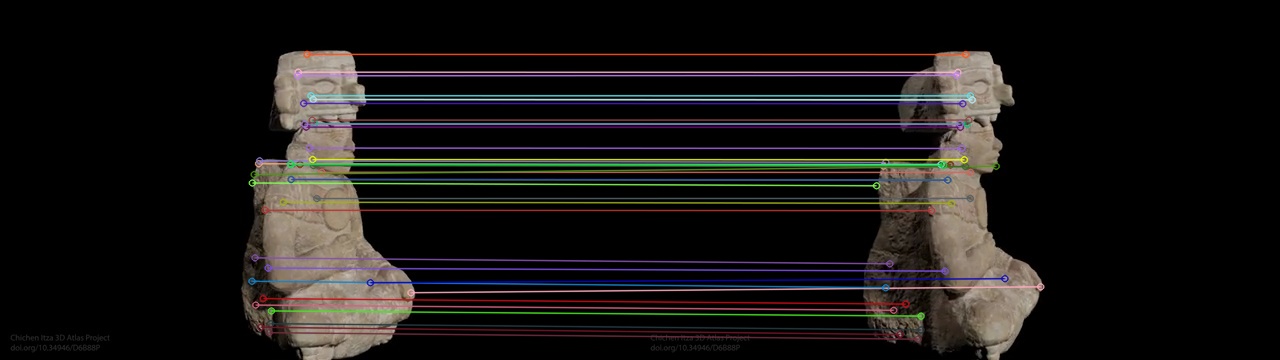 Chichen Itza 3D Atlas Project
doi.org/10.34946/D6B88P
Chichen Itza 3D Atlas Project
doi.org/10.34946/D6B88P